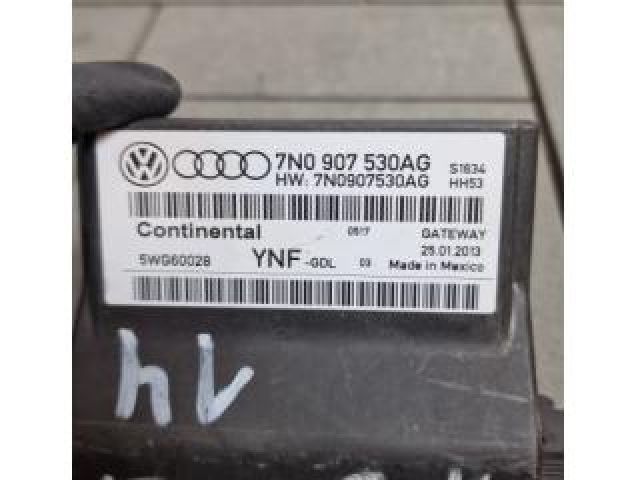 7N0 907 530AG S1634
HW: 7N0907530AG HH53
Continental 0517 GATEWAY
5WG60028 YNF -GDL 03 25.01.2013
Made in Mexico
14